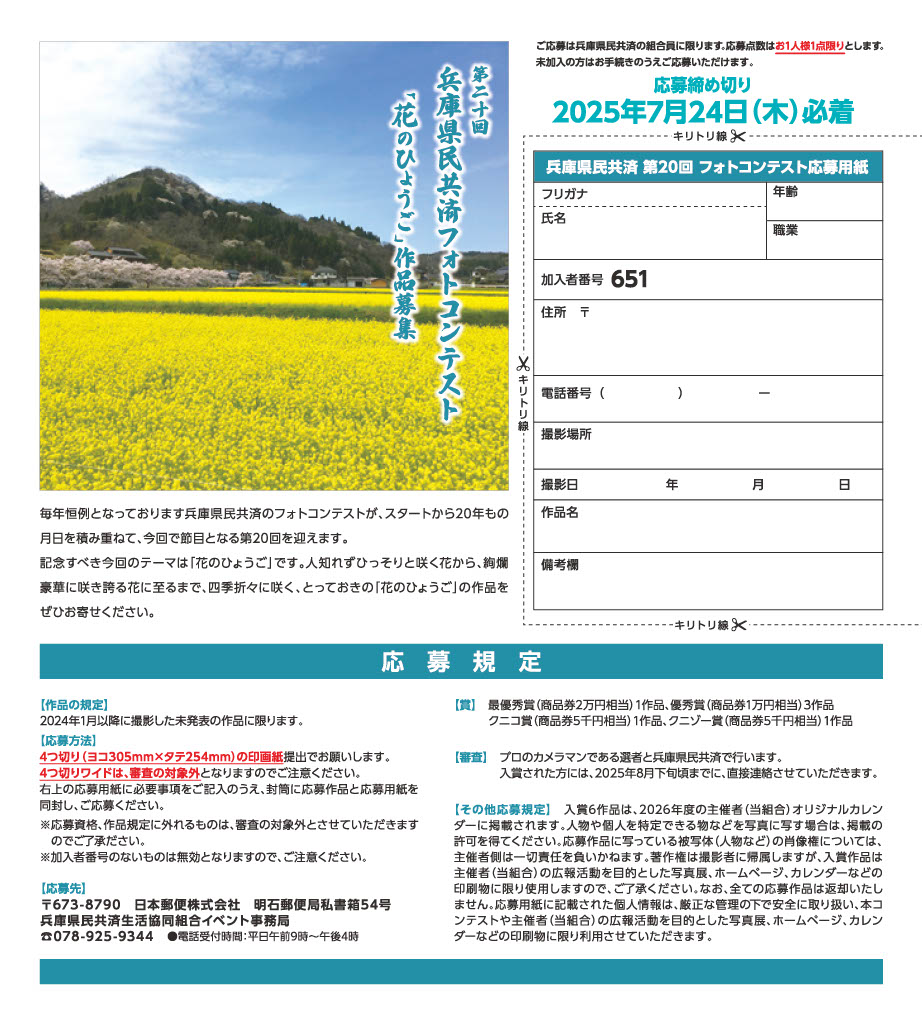 第二十回
兵庫県民共済フォトコンテスト
「花のひょうご」作品募集
毎年恒例となっております兵庫県民共済のフォトコンテストが、スタートから20年もの
月日を積み重ねて、今回で節目となる第20回を迎えます。
記念すべき今回のテーマは「花のひょうご」です。人知れずひっそりと咲く花から、絢爛
豪華に咲き誇る花に至るまで、四季折々に咲く、とっておきの「花のひょうご」の作品を
ぜひお寄せください。
ご応募は兵庫県民共済の組合員に限ります。応募点数はお1人様1点限りとします。
未加入の方はお手続きのうえご応募いただけます。
応募締め切り
2025年7月24日（木）必着
キリトリ線
兵庫県民共済 第20回 フォトコンテスト応募用紙
フリガナ
年齢
氏名
職業
加入者番号 651
住所 〒
電話番号（　　　）　　　ー
キリトリ線
撮影場所
撮影日　　　年　　　月　　　日
作品名
備考欄
キリトリ線
応募規定
【作品の規定】
2024年1月以降に撮影した未発表の作品に限ります。
【応募方法】
4つ切り（ヨコ305mm×タテ254mm）の印画紙提出でお願いします。
4つ切りワイドは、審査の対象外となりますのでご注意ください。
右上の応募用紙に必要事項をご記入のうえ、封筒に応募作品と応募用紙を
同封し、ご応募ください。
※応募資格、作品規定に外れるものは、審査の対象外とさせていただきます
のでご了承ください。
※加入者番号のないものは無効となりますので、ご注意ください。
【応募先】
〒673-8790　日本郵便株式会社　明石郵便局私書箱54号
兵庫県民共済生活協同組合イベント事務局
☎078-925-9344　●電話受付時間：平日午前9時〜午後4時
【賞】　最優秀賞（商品券2万円相当）1作品、優秀賞（商品券1万円相当）3作品
クニコ賞（商品券5千円相当）1作品、クニゾー賞（商品券5千円相当）1作品
【審査】　プロのカメラマンである選者と兵庫県民共済で行います。
入賞された方には、2025年8月下旬頃までに、直接連絡させていただきます。
【その他応募規定】　入賞6作品は、2026年度の主催者（当組合）オリジナルカレン
ダーに掲載されます。人物や個人を特定できる物などを写真に写す場合は、掲載の
許可を得てください。応募作品に写っている被写体（人物など）の肖像権については、
主催者側は一切責任を負いかねます。著作権は撮影者に帰属しますが、入賞作品は
主催者（当組合）の広報活動を目的とした写真展、ホームページ、カレンダーなどの
印刷物に限り使用しますので、ご了承ください。なお、全ての応募作品は返却いたし
ません。応募用紙に記載された個人情報は、厳正な管理の下で安全に取り扱い、本コ
ンテストや主催者（当組合）の広報活動を目的とした写真展、ホームページ、カレン
ダーなどの印刷物に限り利用させていただきます。